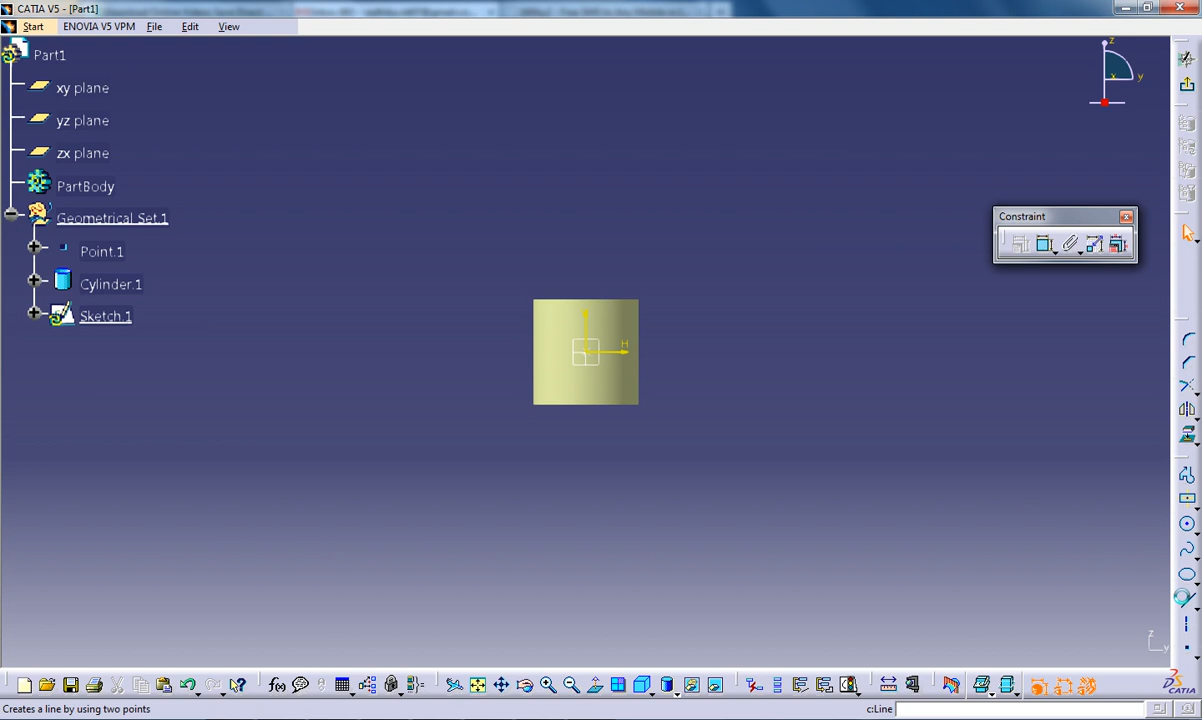 CATIA V5 - [Part1]
Start ENOVIA V5 VPM File Edit View
Part1
xy plane
yz plane
zx plane
PartBody
Geometrical Set.1
Point.1
Cylinder.1
Sketch.1
z
y
x
Constraint
H
z
y
f(x)
Creates a line by using two points
c:Line